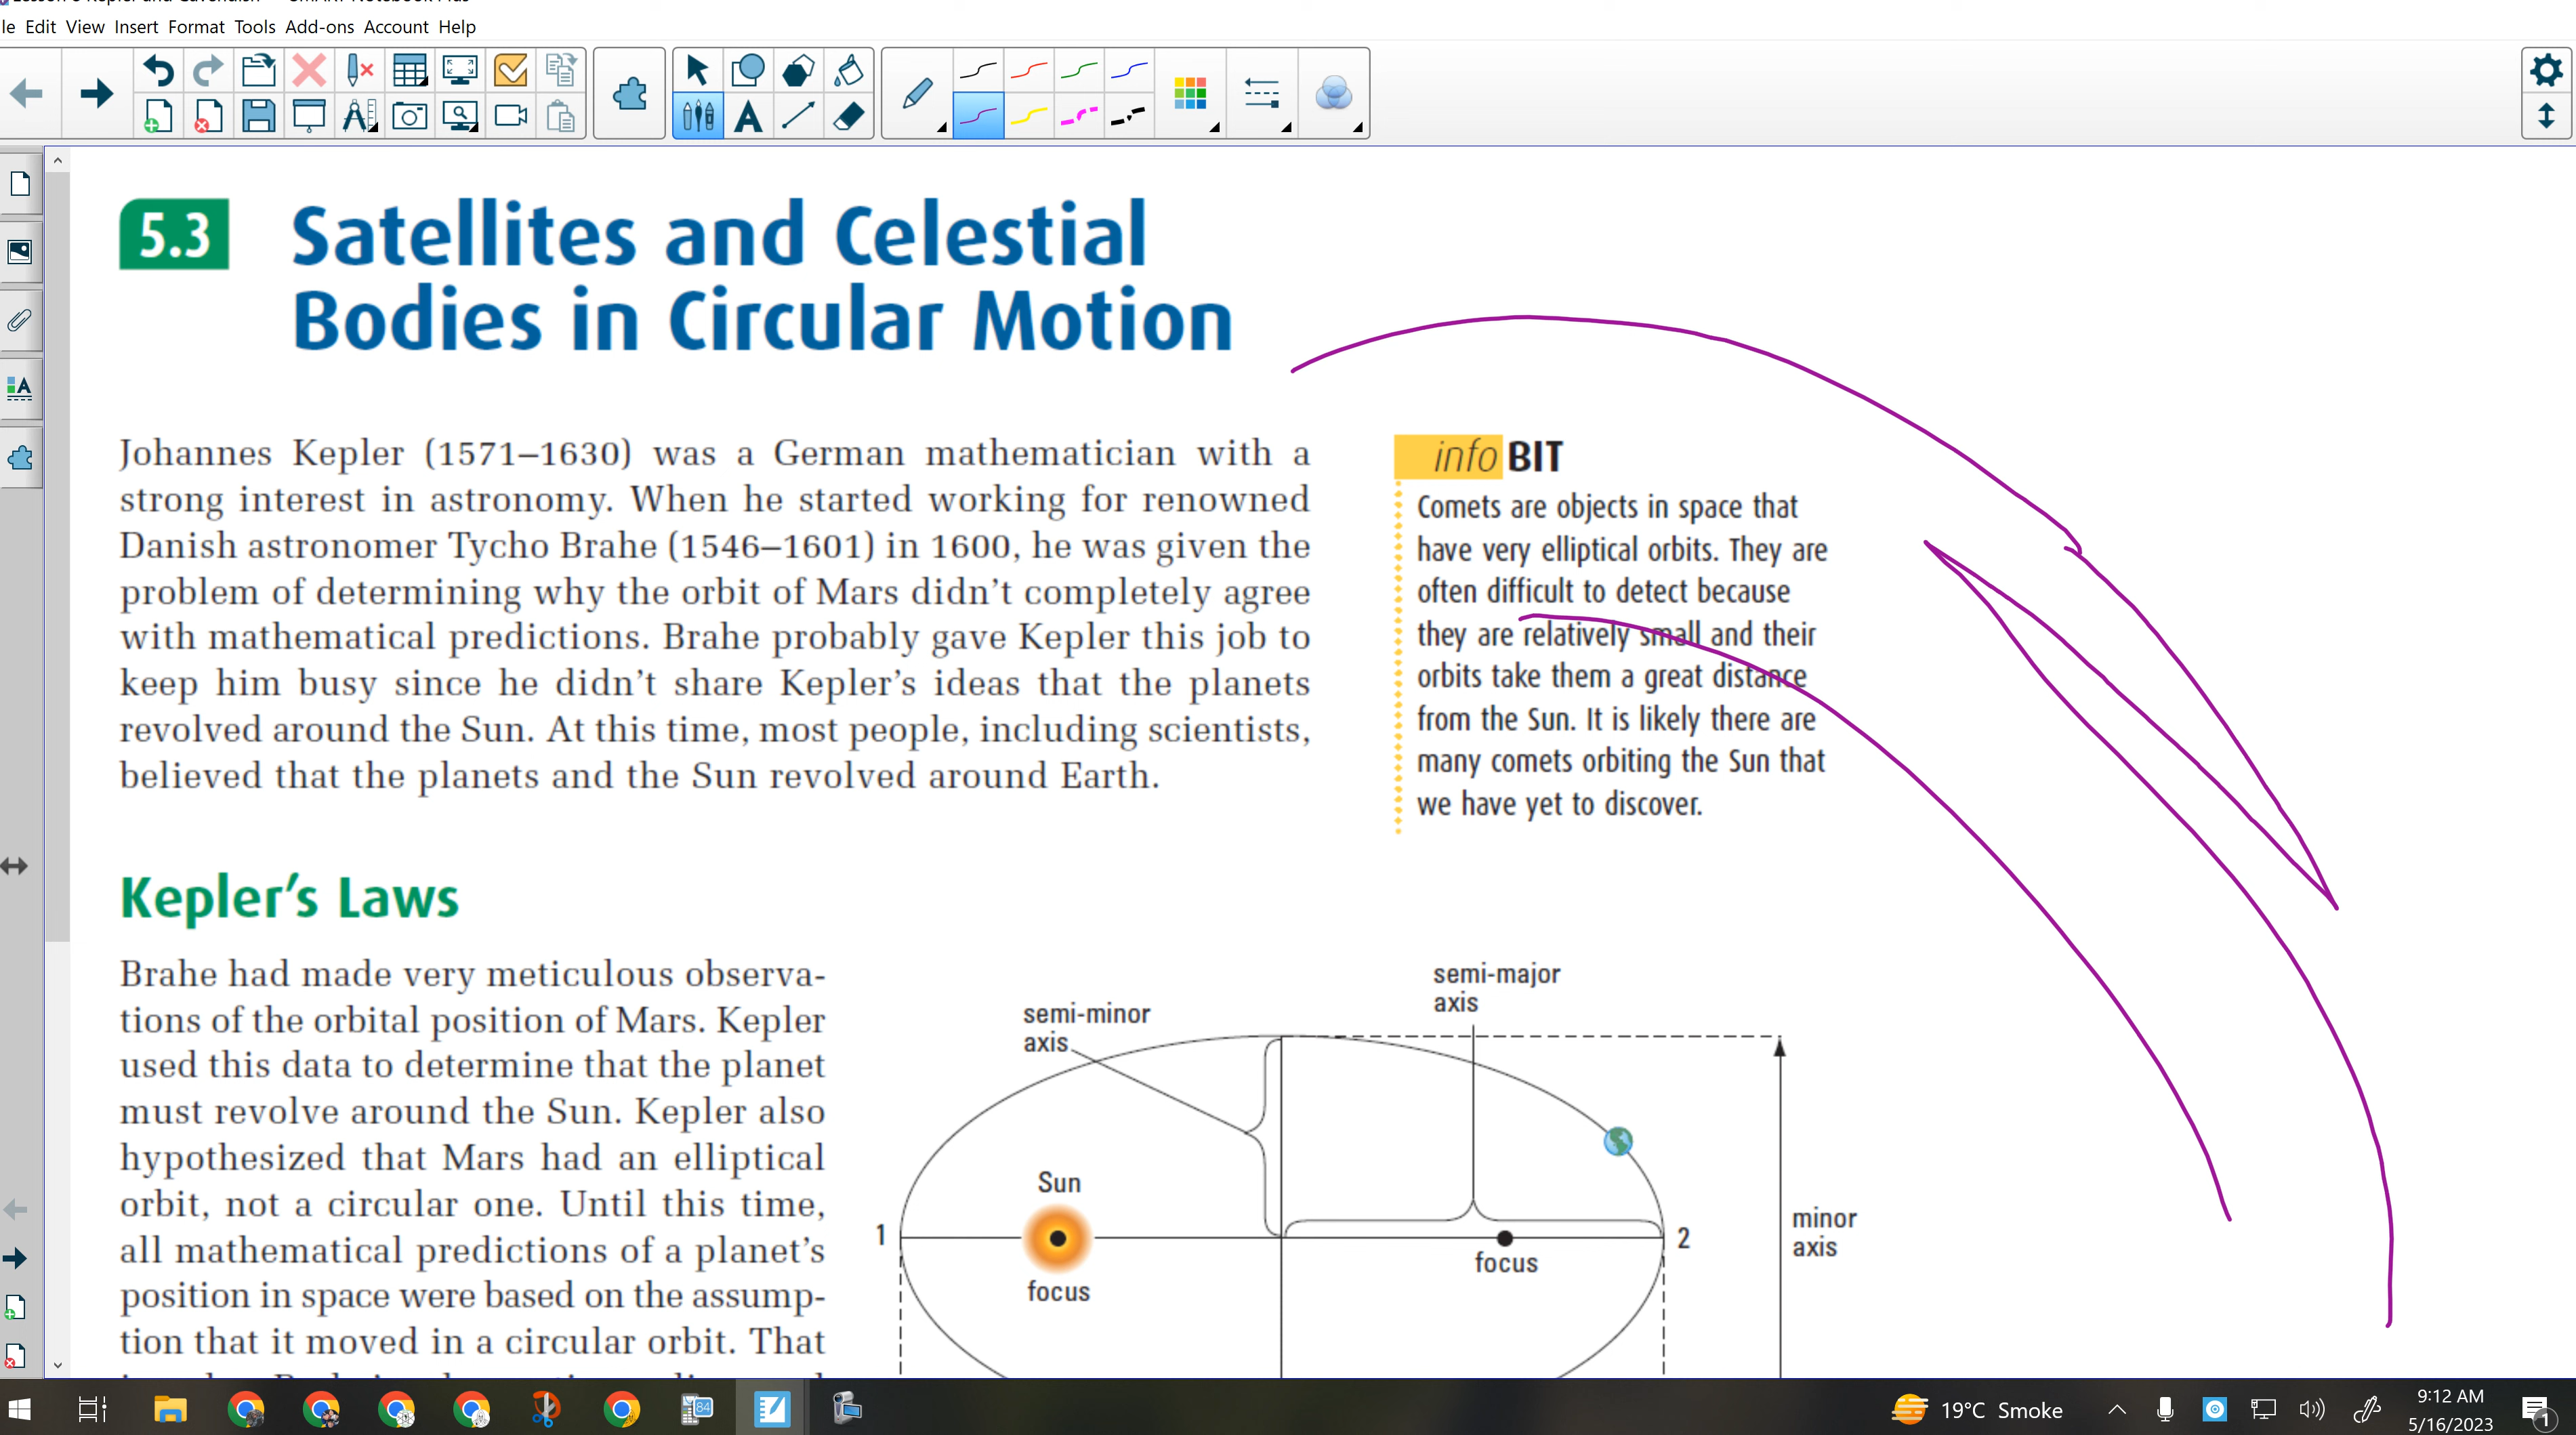 le Edit View Insert Format Tools Add-ons Account Help
5.3 Satellites and Celestial
Bodies in Circular Motion
Johannes Kepler (1571–1630) was a German mathematician with a
strong interest in astronomy. When he started working for renowned
Danish astronomer Tycho Brahe (1546–1601) in 1600, he was given the
problem of determining why the orbit of Mars didn't completely agree
with mathematical predictions. Brahe probably gave Kepler this job to
keep him busy since he didn't share Kepler's ideas that the planets
revolved around the Sun. At this time, most people, including scientists,
believed that the planets and the Sun revolved around Earth.
info BIT
Comets are objects in space that
have very elliptical orbits. They are
often difficult to detect because
they are relatively small and their
orbits take them a great distance
from the Sun. It is likely there are
many comets orbiting the Sun that
we have yet to discover.
Kepler's Laws
Brahe had made very meticulous observa-
tions of the orbital position of Mars. Kepler
used this data to determine that the planet
must revolve around the Sun. Kepler also
hypothesized that Mars had an elliptical
orbit, not a circular one. Until this time,
all mathematical predictions of a planet's
position in space were based on the assump-
tion that it moved in a circular orbit. That
semi-minor
axis
semi-major
axis
Sun
1
focus
focus
2
minor
axis
84
19°C Smoke
9:12 AM
5/16/2023
1